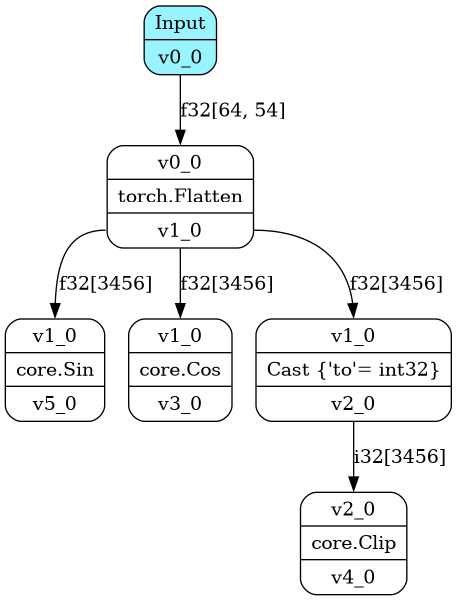 Input
v0_0
f32[64, 54]
v0_0
torch.Flatten
v1_0
f32[3456]
f32[3456]
f32[3456]
v1_0
core.Sin
v5_0
v1_0
core.Cos
v3_0
v1_0
Cast {'to'= int32}
v2_0
i32[3456]
v2_0
core.Clip
v4_0